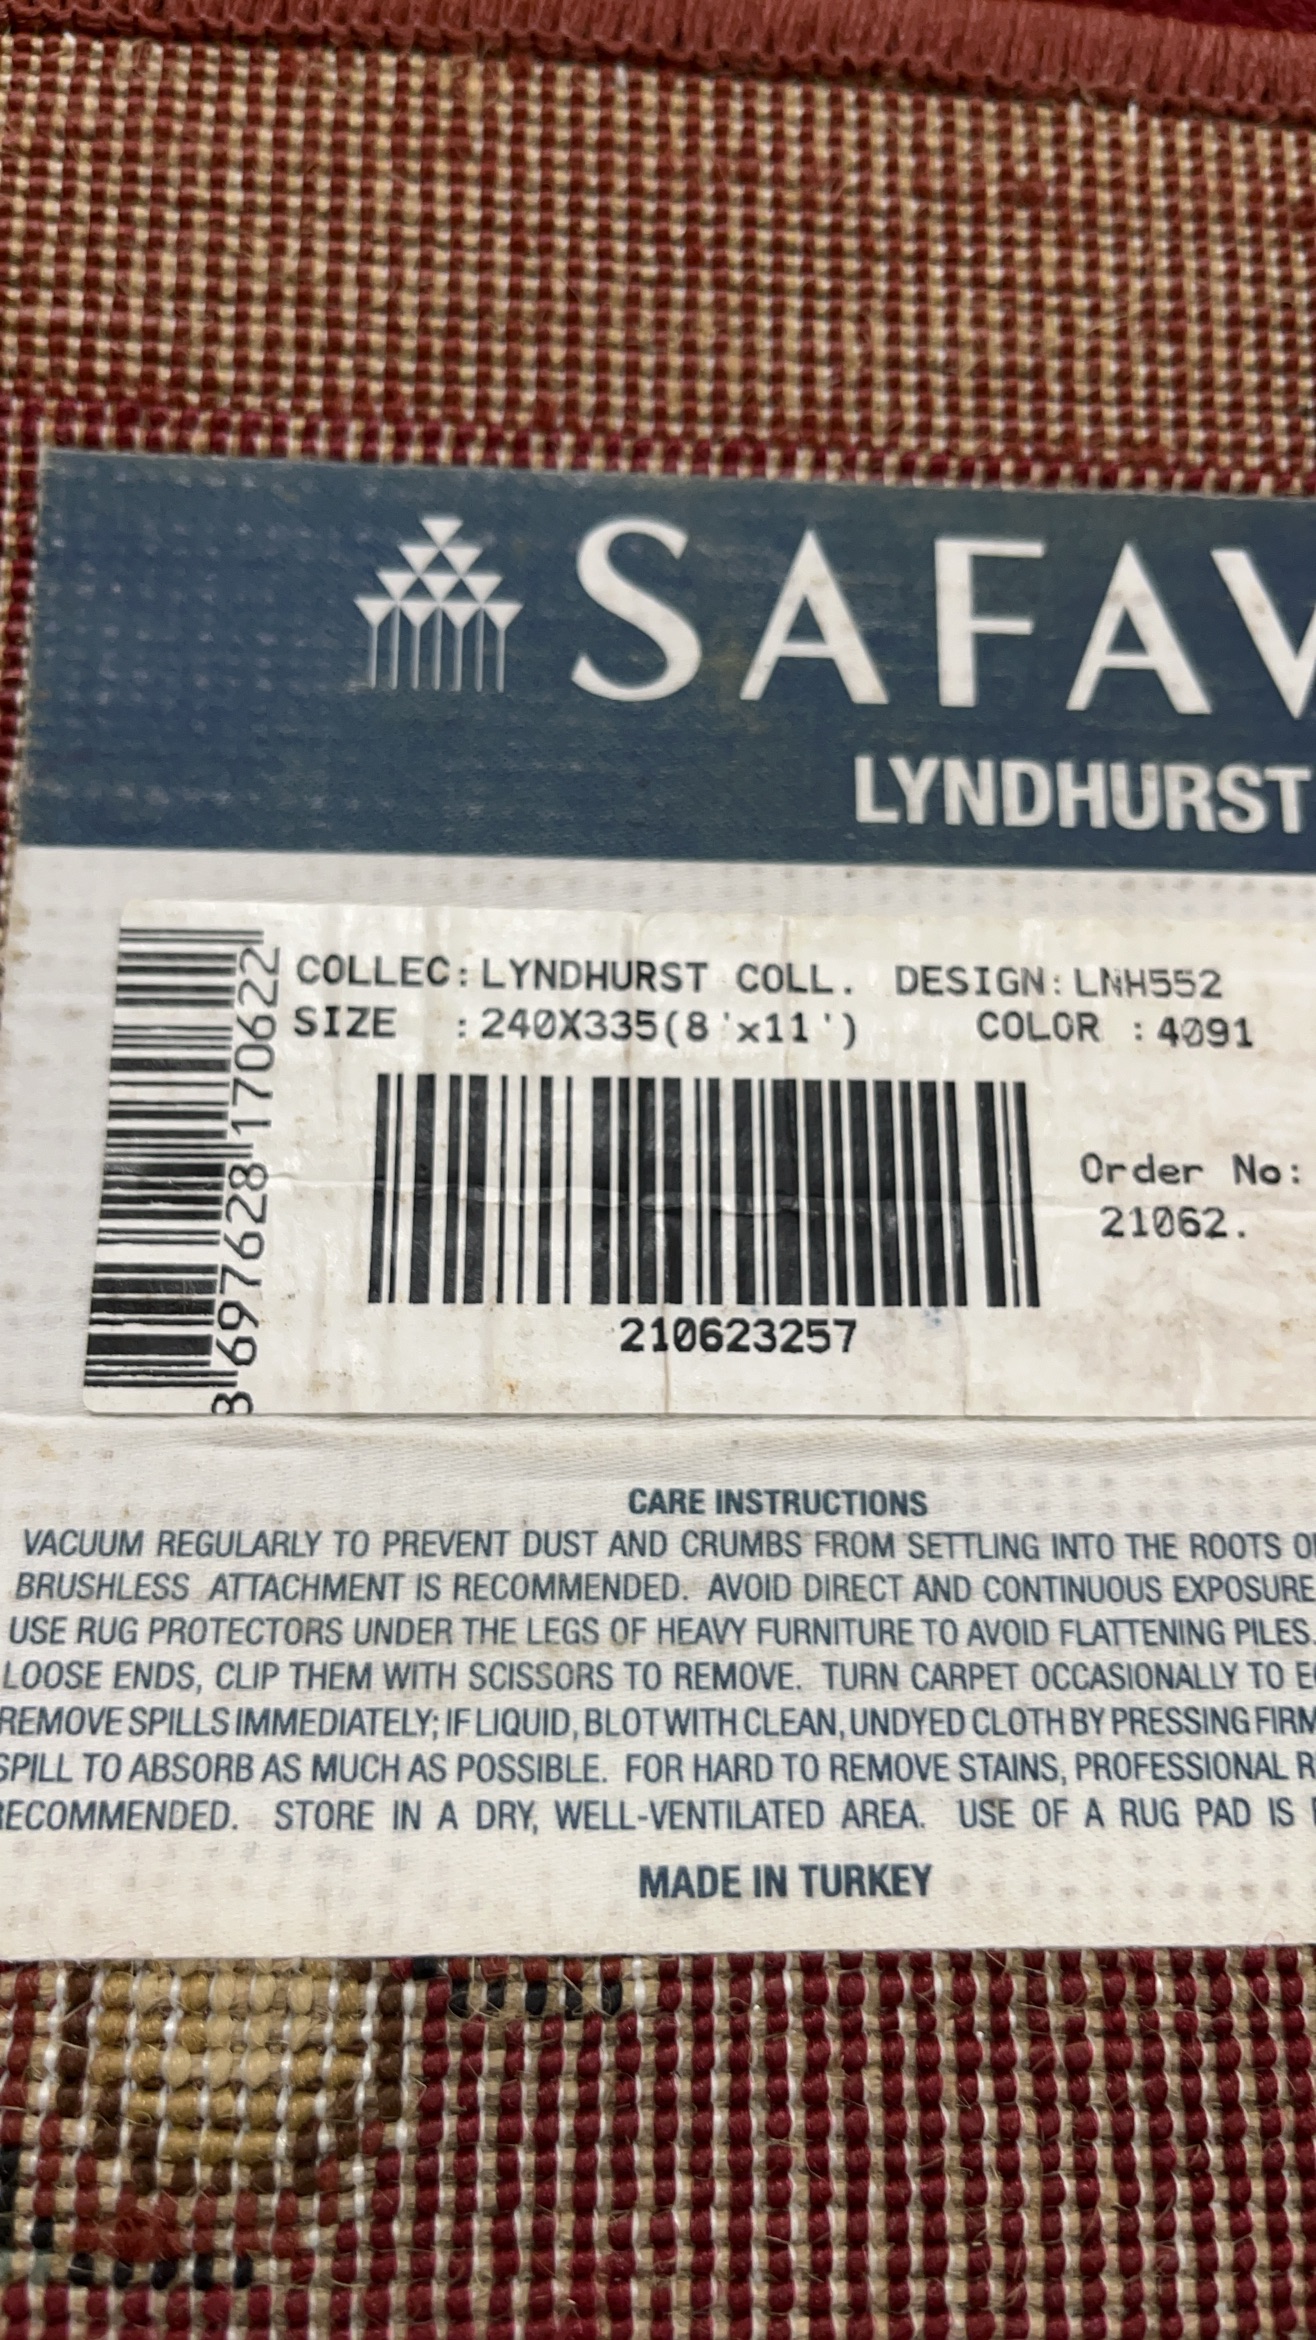 SAFAV
LYNDHURST
COLLEC: LYNDHURST COLL. DESIGN: LNH552
SIZE : 240X335(8'x11') COLOR : 4091
8 697628 170622
Order No:
21062.
210623257
CARE INSTRUCTIONS
VACUUM REGULARLY TO PREVENT DUST AND CRUMBS FROM SETTLING INTO THE ROOTS
BRUSHLESS ATTACHMENT IS RECOMMENDED. AVOID DIRECT AND CONTINUOUS EXPOSURE
USE RUG PROTECTORS UNDER THE LEGS OF HEAVY FURNITURE TO AVOID FLATTENING PILES.
LOOSE ENDS, CLIP THEM WITH SCISSORS TO REMOVE. TURN CARPET OCCASIONALLY TO
REMOVE SPILLS IMMEDIATELY; IF LIQUID, BLOT WITH CLEAN, UNDYED CLOTH BY PRESSING FIRM
SPILL TO ABSORB AS MUCH AS POSSIBLE. FOR HARD TO REMOVE STAINS, PROFESSIONAL
RECOMMENDED. STORE IN A DRY, WELL-VENTILATED AREA. USE OF A RUG PAD IS
MADE IN TURKEY